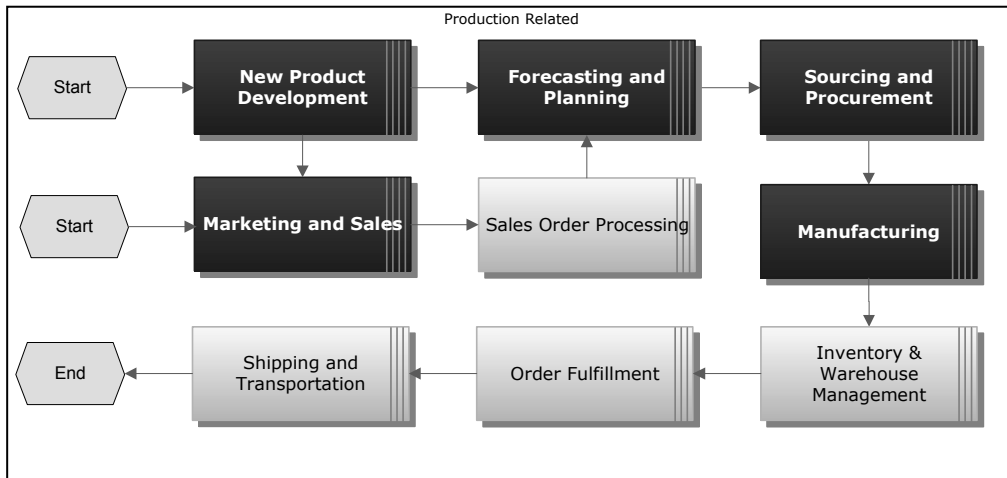 Production Related
Start
New Product
Development
Forecasting and
Planning
Sourcing and
Procurement
Start
Marketing and Sales
Sales Order Processing
Manufacturing
End
Shipping and
Transportation
Order Fulfillment
Inventory &
Warehouse
Management